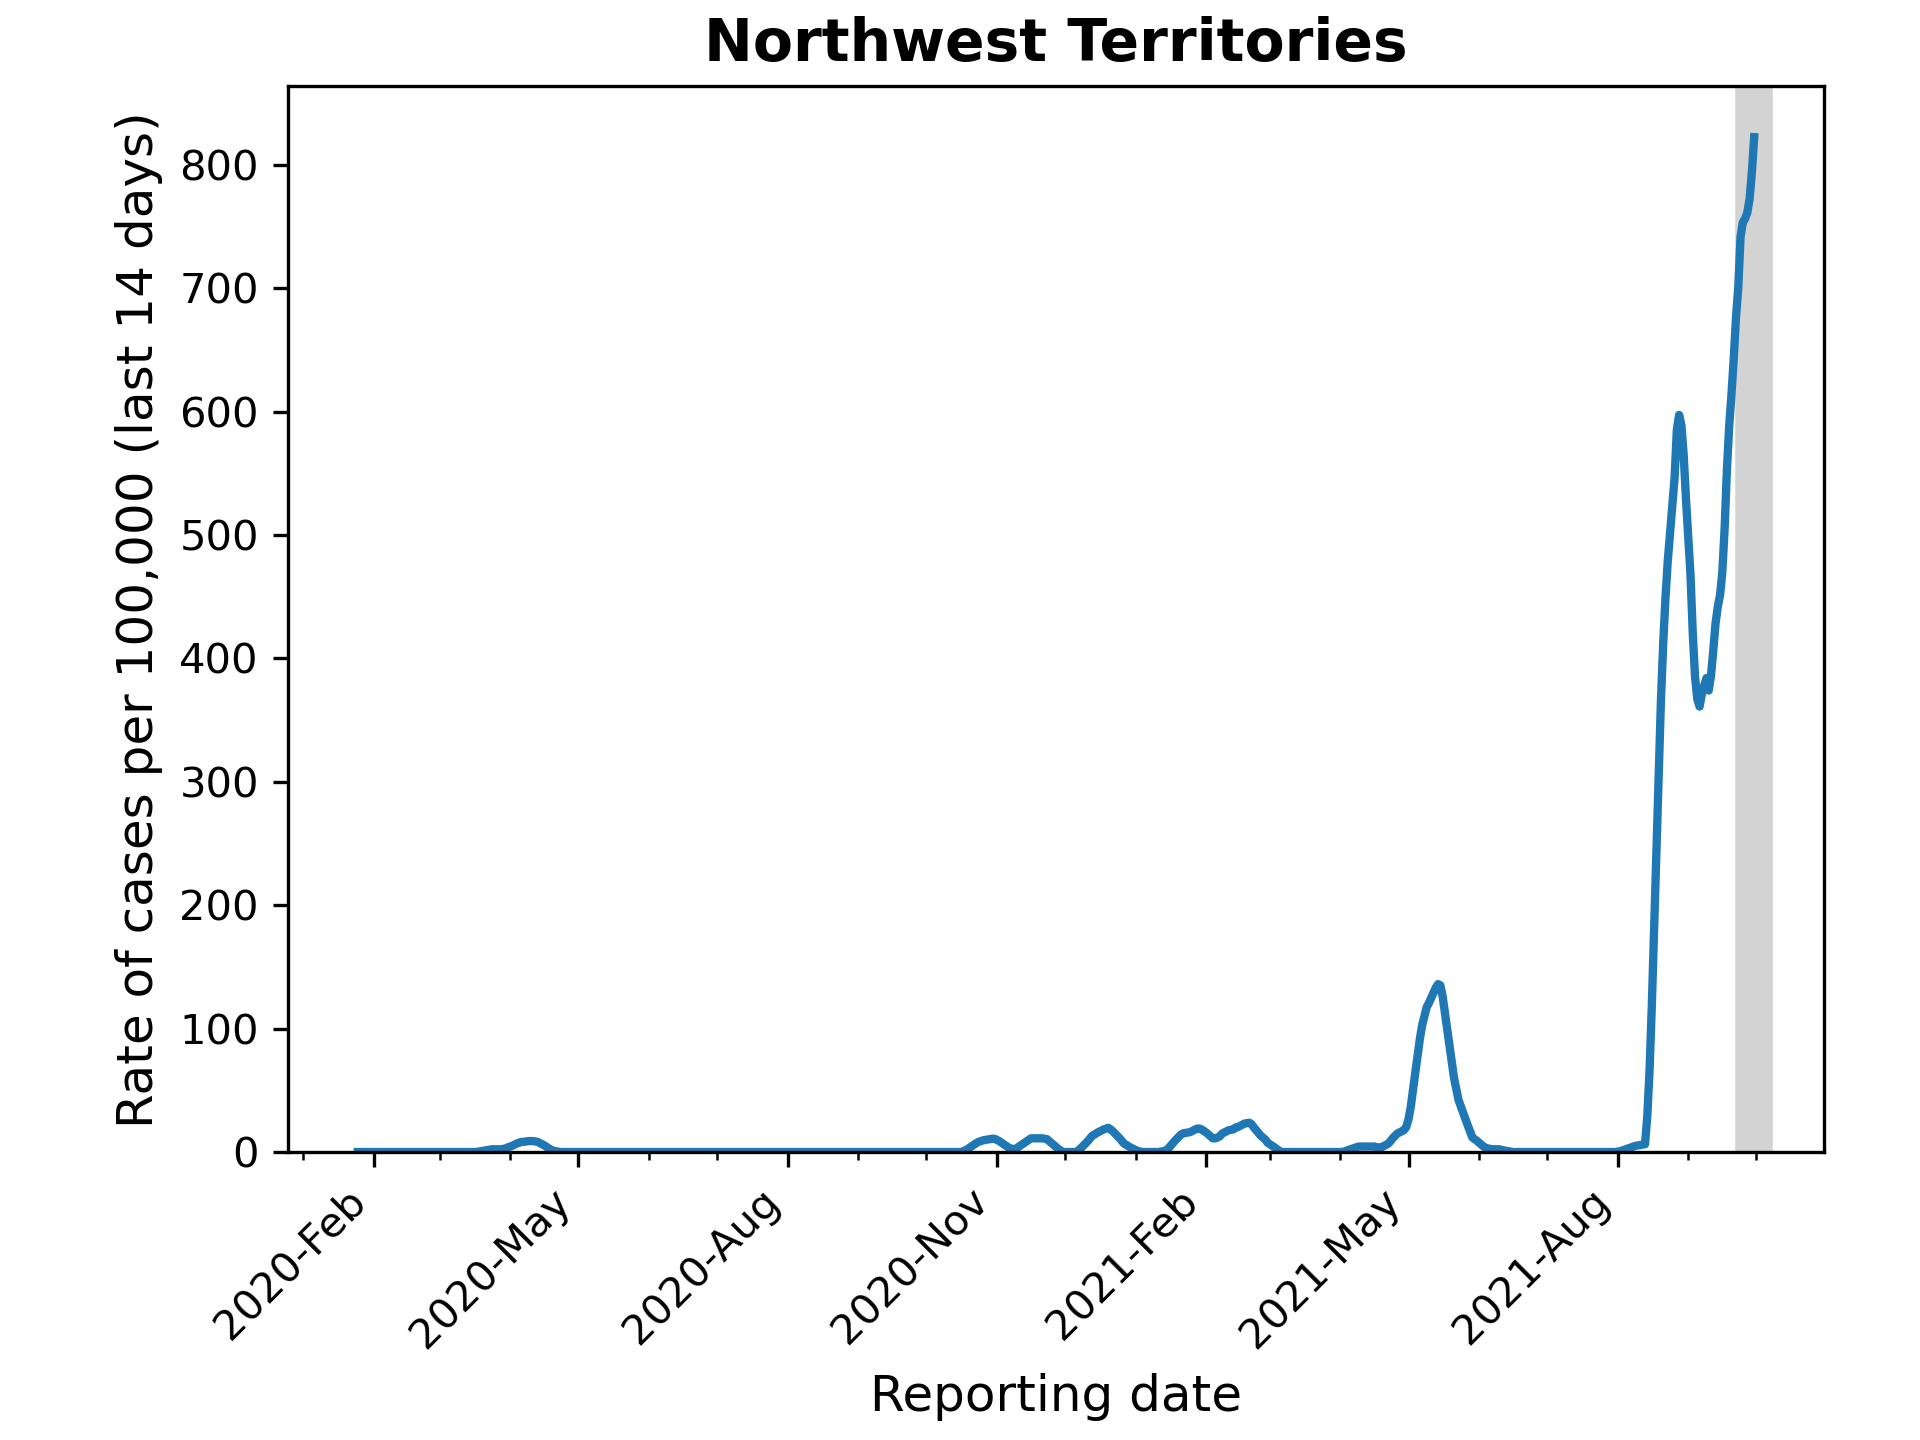 Northwest Territories
Rate of cases per 100,000 (last 14 days)
800
700
600
500
400
300
200
100
0
2020-Feb
2020-May
2020-Aug
2020-Nov
2021-Feb
2021-May
2021-Aug
Reporting date